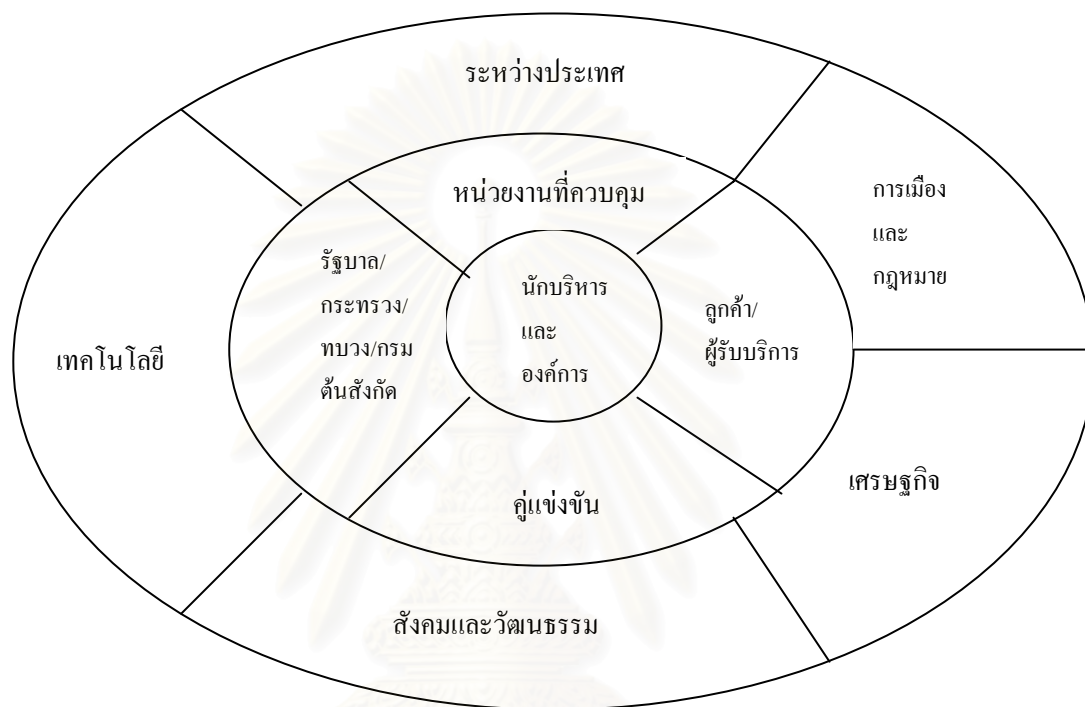 ระหว่างประเทศ
หน่วยงานที่ควบคุม
การเมือง
และ
กฎหมาย
รัฐบาล/
กระทรวง/
ทบวง/กรม
ต้นสังกัด
นักบริหาร
และ
องค์การ
ลูกค้า/
ผู้รับบริการ
เทคโนโลยี
คู่แข่งขัน
เศรษฐกิจ
สังคมและวัฒนธรรม